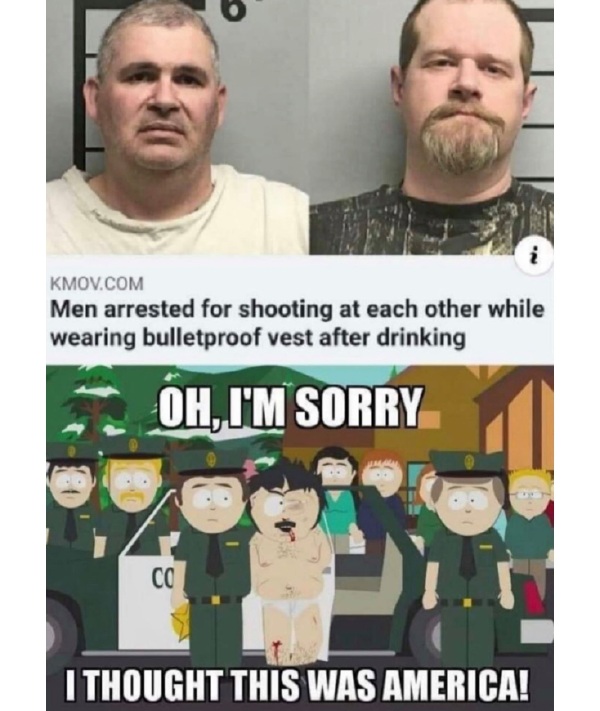 6
KMOV.COM
Men arrested for shooting at each other while
wearing bulletproof vest after drinking
OH, I'M SORRY
CO
I THOUGHT THIS WAS AMERICA!